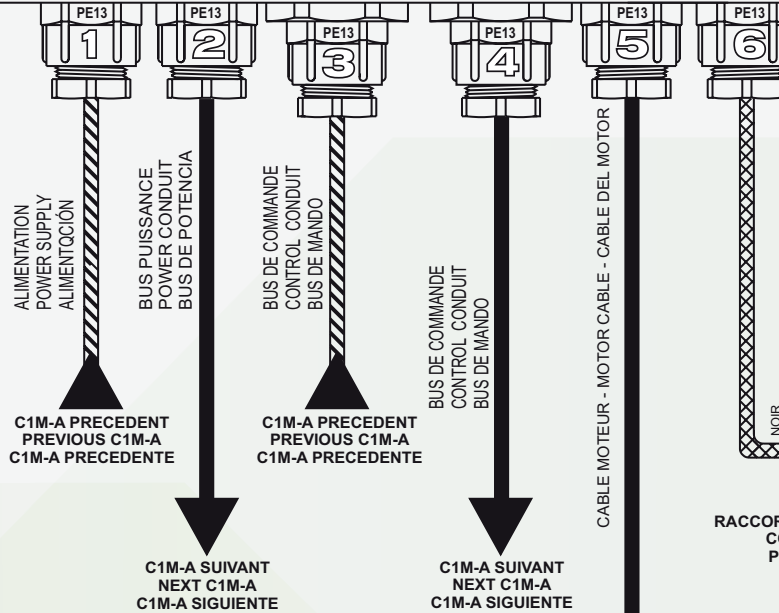 PE13
1
PE13
2
PE13
3
PE13
4
PE13
5
PE13
6
ALIMENTATION
POWER SUPPLY
ALIMENTQCIÓN
BUS PUISSANCE
POWER CONDUIT
BUS DE POTENCIA
BUS DE COMMANDE
CONTROL CONDUIT
BUS DE MANDO
BUS DE COMMANDE
CONTROL CONDUIT
BUS DE MANDO
CABLE MOTEUR - MOTOR CABLE - CABLE DEL MOTOR
NOIR
C1M-A PRECEDENT
PREVIOUS C1M-A
C1M-A PRECEDENTE
C1M-A PRECEDENT
PREVIOUS C1M-A
C1M-A PRECEDENTE
C1M-A SUIVANT
NEXT C1M-A
C1M-A SIGUIENTE
C1M-A SUIVANT
NEXT C1M-A
C1M-A SIGUIENTE